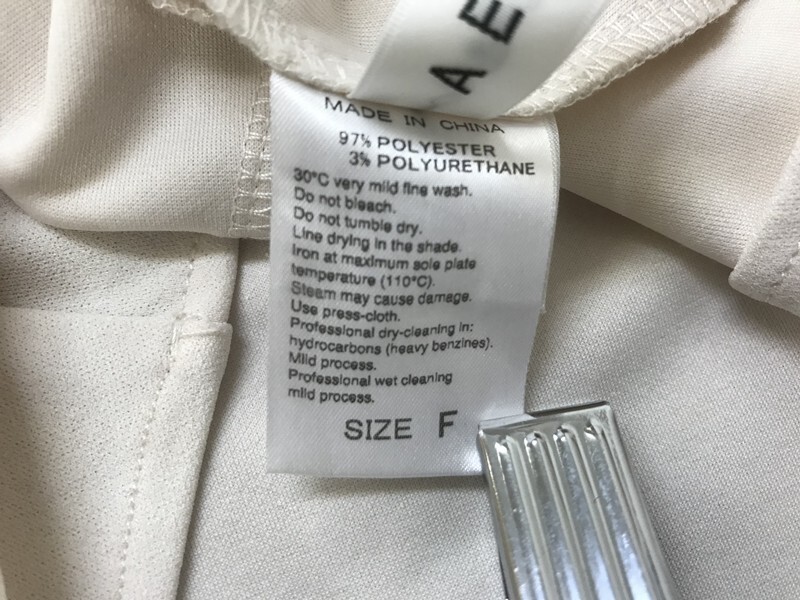 AE
MADE IN CHINA
97% POLYESTER
3% POLYURETHANE
30°C very mild fine wash.
Do not bleach.
Do not tumble dry.
Line drying in the shade.
Iron at maximum sole plate
temperature (110°C).
Steam may cause damage.
Use press-cloth.
Professional dry-cleaning in:
hydrocarbons (heavy benzines).
Mild process.
Professional wet cleaning
mild process.
SIZE F